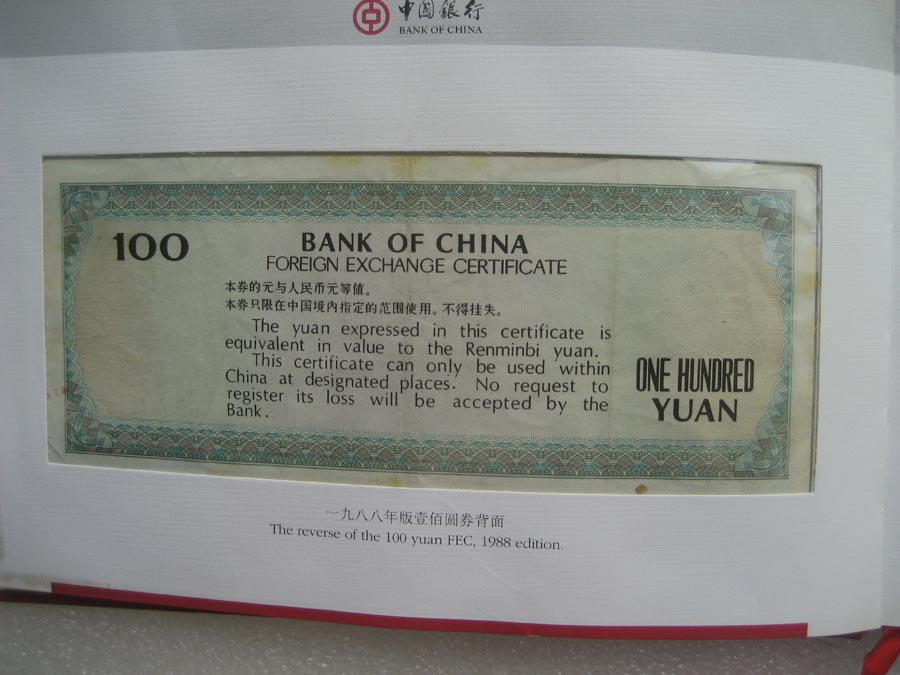 中国银行
BANK OF CHINA
100
BANK OF CHINA
FOREIGN EXCHANGE CERTIFICATE
本券的元与人民币元等值。
本券只限在中国境内指定的范围使用。不得挂失。
The yuan expressed in this certificate is
equivalent in value to the Renminbi yuan.
This certificate can only be used within
China at designated places. No request to
register its loss will be accepted by the
Bank.
ONE HUNDRED
YUAN
一九八八年版壹佰圆券背面
The reverse of the 100 yuan FEC, 1988 edition.